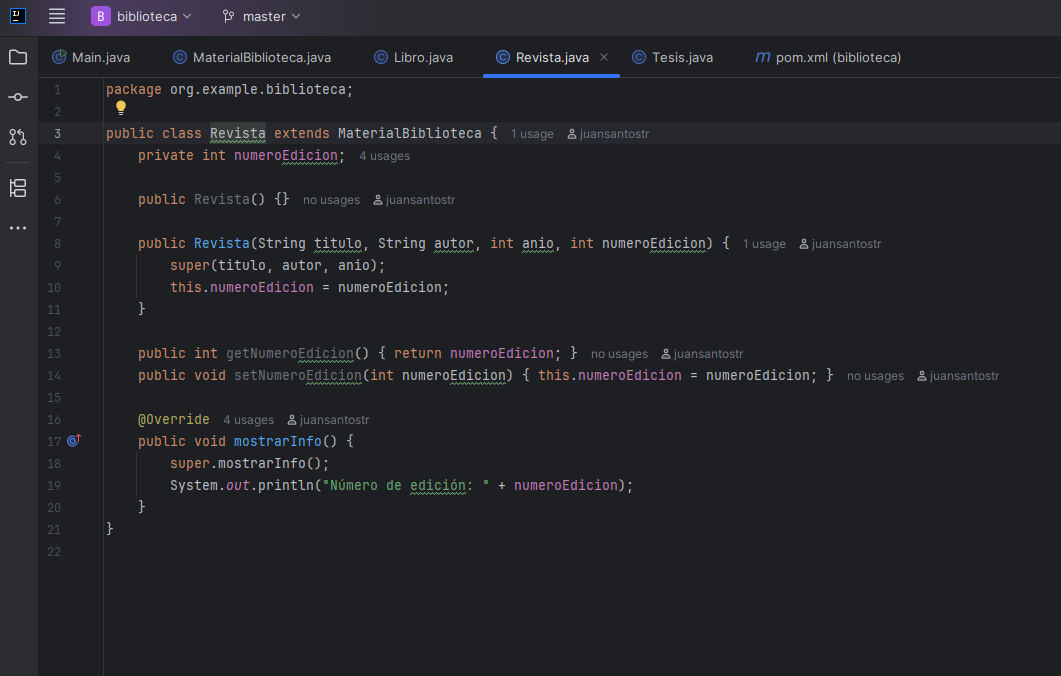 IJ
B biblioteca master
Main.java MaterialBiblioteca.java Libro.java Revista.java Tesis.java m pom.xml (biblioteca)
1 package org.example.biblioteca;
2
3 public class Revista extends MaterialBiblioteca { 1 usage juansantostr
4 private int numeroEdicion; 4 usages
5
6 public Revista() {} no usages juansantostr
7
8 public Revista(String titulo, String autor, int anio, int numeroEdicion) { 1 usage juansantostr
9 super(titulo, autor, anio);
10 this.numeroEdicion = numeroEdicion;
11 }
12
13 public int getNumeroEdicion() { return numeroEdicion; } no usages juansantostr
14 public void setNumeroEdicion(int numeroEdicion) { this.numeroEdicion = numeroEdicion; } no usages juansantostr
15
16 @Override 4 usages juansantostr
17 public void mostrarInfo() {
18 super.mostrarInfo();
19 System.out.println("Número de edición: " + numeroEdicion);
20 }
21 }
22